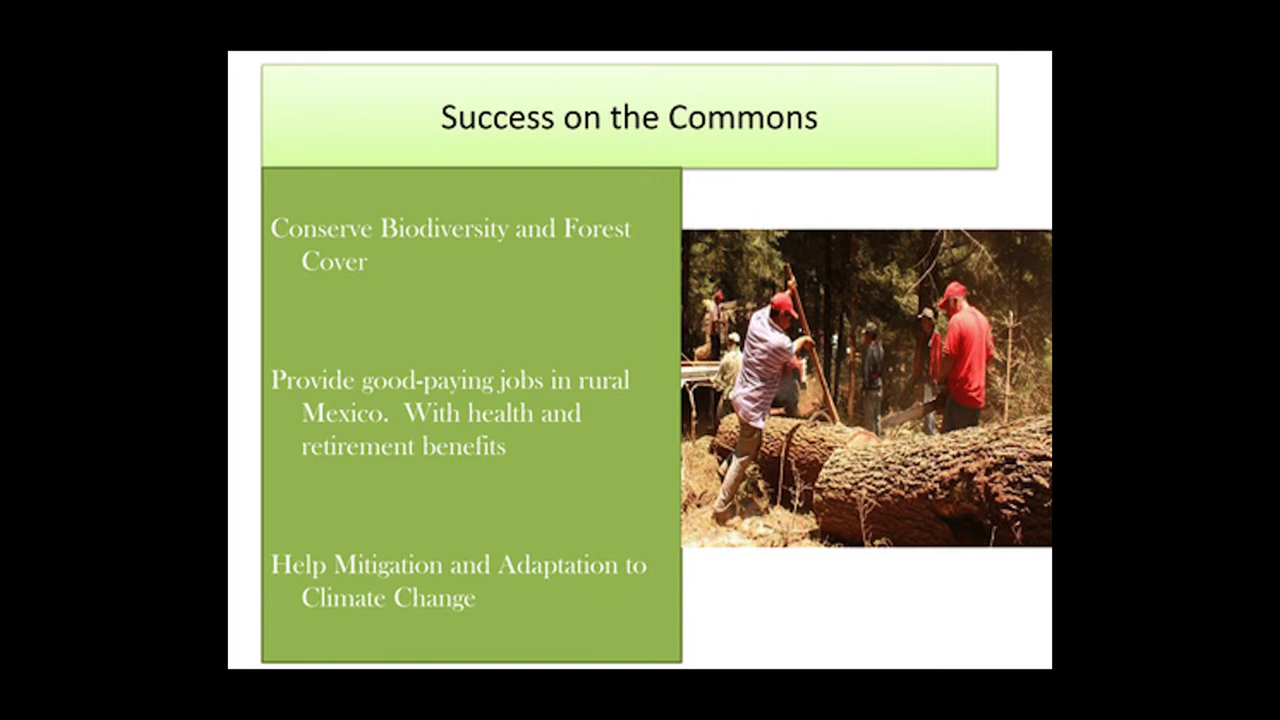 Success on the Commons
Conserve Biodiversity and Forest
Cover
Provide good-paying jobs in rural
Mexico.  With health and
retirement benefits
Help Mitigation and Adaptation to
Climate Change